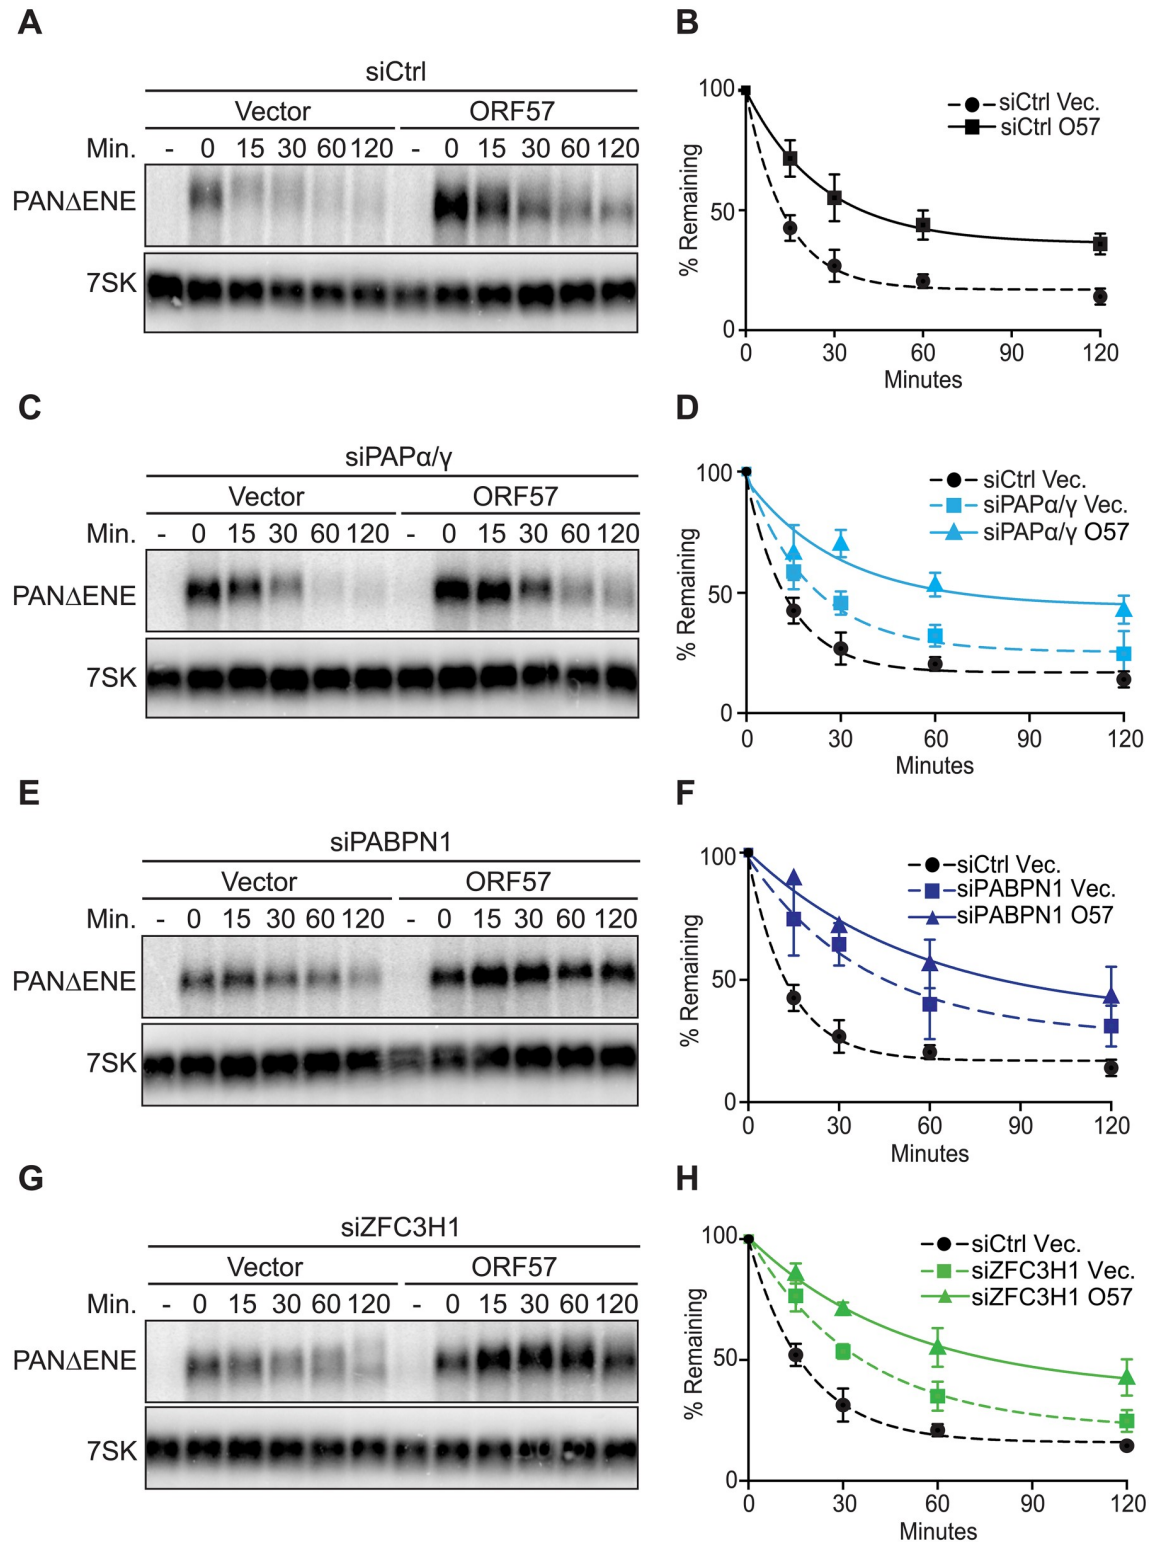 A
siCtrl
Vector ORF57
Min. - 0 15 30 60 120 - 0 15 30 60 120
PANΔENE
7SK
B
100
50
0
% Remaining
siCtrl Vec.
siCtrl O57
0 30 60 90 120
Minutes
C
siPAPα/γ
Vector ORF57
Min. - 0 15 30 60 120 - 0 15 30 60 120
PANΔENE
7SK
D
100
50
0
% Remaining
siCtrl Vec.
siPAPα/γ Vec.
siPAPα/γ O57
0 30 60 90 120
Minutes
E
siPABPN1
Vector ORF57
Min. - 0 15 30 60 120 - 0 15 30 60 120
PANΔENE
7SK
F
100
50
0
% Remaining
siCtrl Vec.
siPABPN1 Vec.
siPABPN1 O57
0 30 60 90 120
Minutes
G
siZFC3H1
Vector ORF57
Min. - 0 15 30 60 120 - 0 15 30 60 120
PANΔENE
7SK
H
100
50
0
% Remaining
siCtrl Vec.
siZFC3H1 Vec.
siZFC3H1 O57
0 30 60 90 120
Minutes